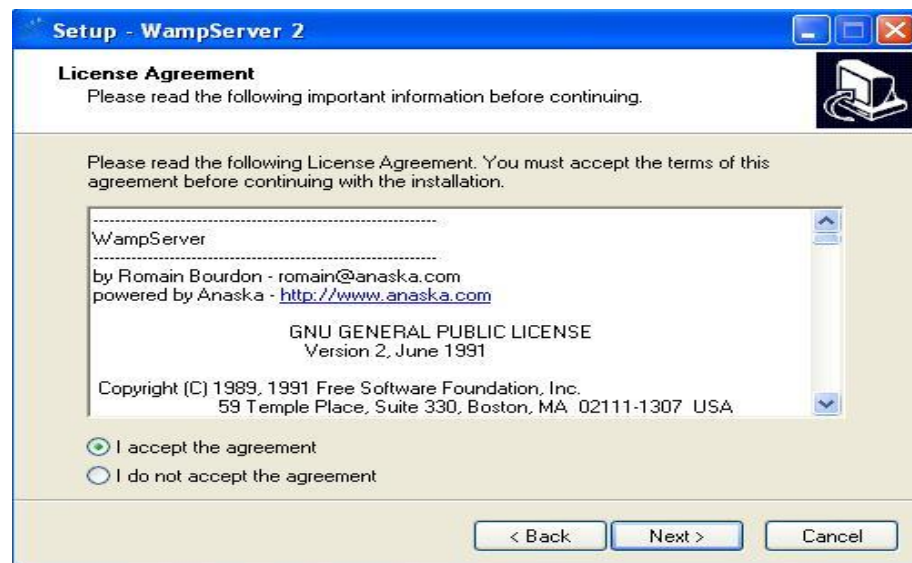 Setup - WampServer 2
License Agreement
Please read the following important information before continuing.
Please read the following License Agreement. You must accept the terms of this
agreement before continuing with the installation.
------------------------------------------------------------
WampServer
------------------------------------------------------------
by Romain Bourdon - romain@anaska.com
powered by Anaska - http://www.anaska.com
GNU GENERAL PUBLIC LICENSE
Version 2, June 1991
Copyright (C) 1989, 1991 Free Software Foundation, Inc.
59 Temple Place, Suite 330, Boston, MA  02111-1307  USA
I accept the agreement
I do not accept the agreement
< Back Next > Cancel